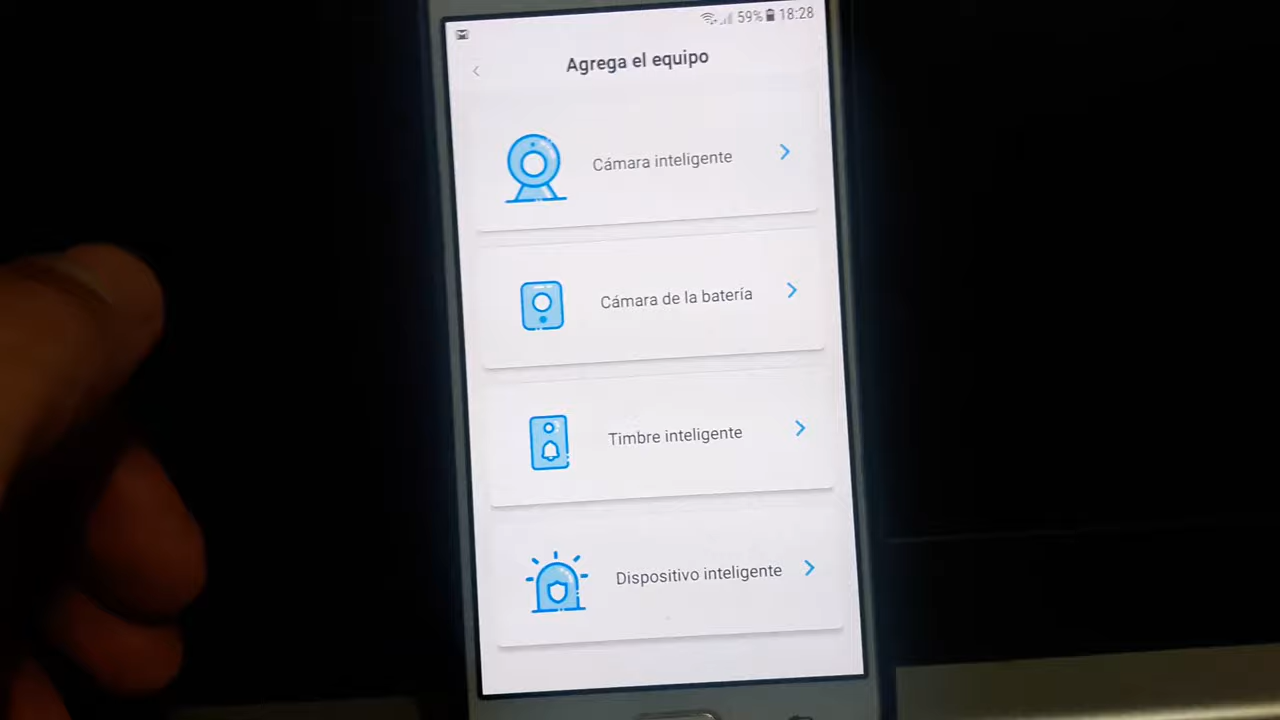 59% 18:28
Agrega el equipo
Cámara inteligente
Cámara de la batería
Timbre inteligente
Dispositivo inteligente